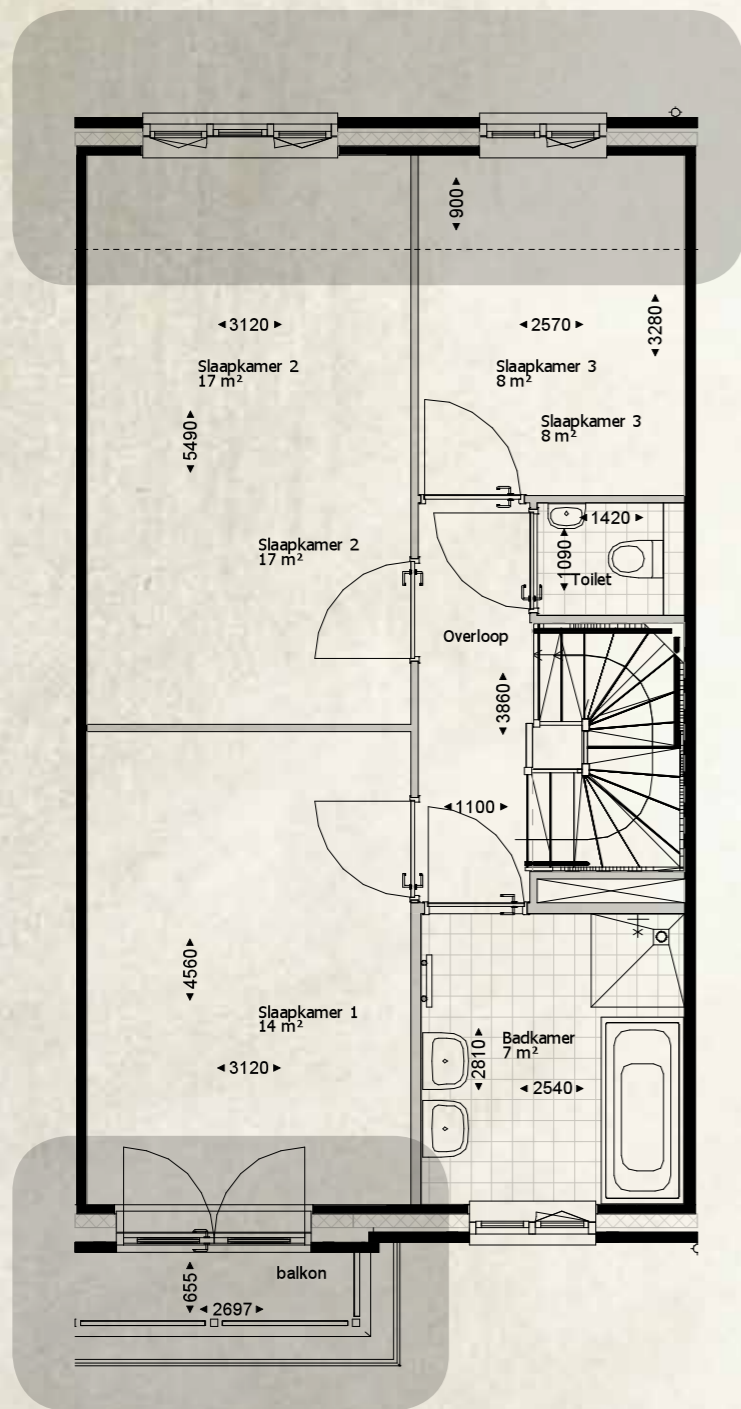 900
3120
2570
3280
Slaapkamer 2
17 m²
Slaapkamer 3
8 m²
5490
Slaapkamer 3
8 m²
1420
1090
Slaapkamer 2
17 m²
Toilet
Overloop
3860
1100
4560
Slaapkamer 1
14 m²
Badkamer
7 m²
2810
3120
2540
balkon
655
2697